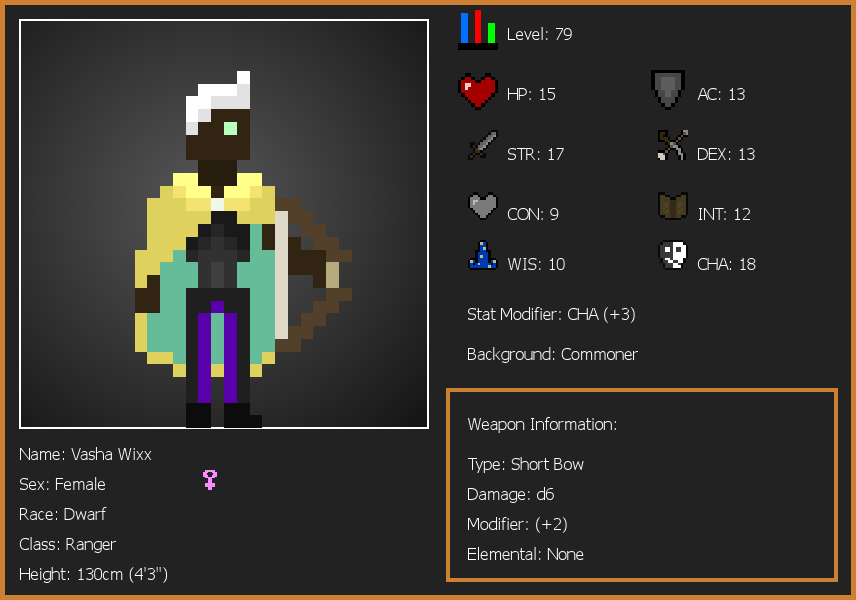 Level: 79
HP: 15
AC: 13
STR: 17
DEX: 13
CON: 9
INT: 12
WIS: 10
CHA: 18
Stat Modifier: CHA (+3)
Background: Commoner
Weapon Information:
Type: Short Bow
Damage: d6
Modifier: (+2)
Elemental: None
Name: Vasha Wixx
Sex: Female
Race: Dwarf
Class: Ranger
Height: 130cm (4'3")